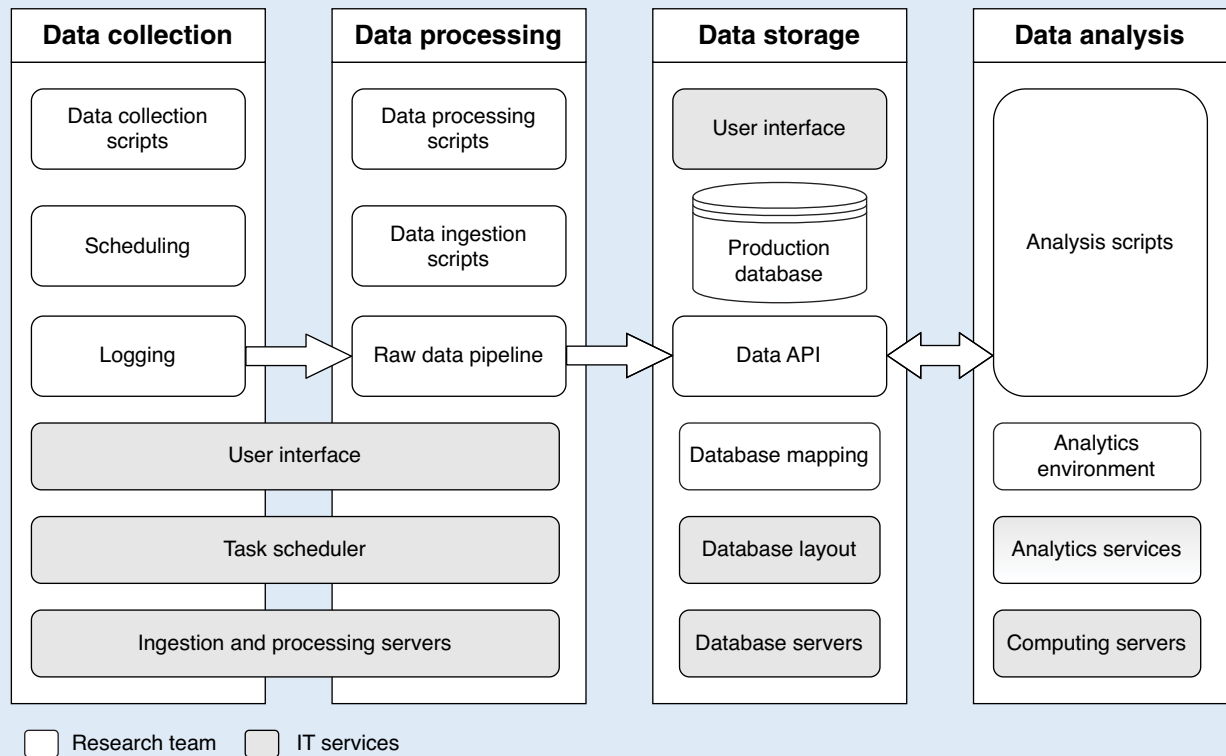 Data collection
Data processing
Data storage
Data analysis
Data collection
scripts
Scheduling
Logging
Data processing
scripts
Data ingestion
scripts
Raw data pipeline
User interface
Task scheduler
Ingestion and processing servers
User interface
Production
database
Data API
Database mapping
Database layout
Database servers
Analysis scripts
Analytics
environment
Analytics services
Computing servers
Research team
IT services